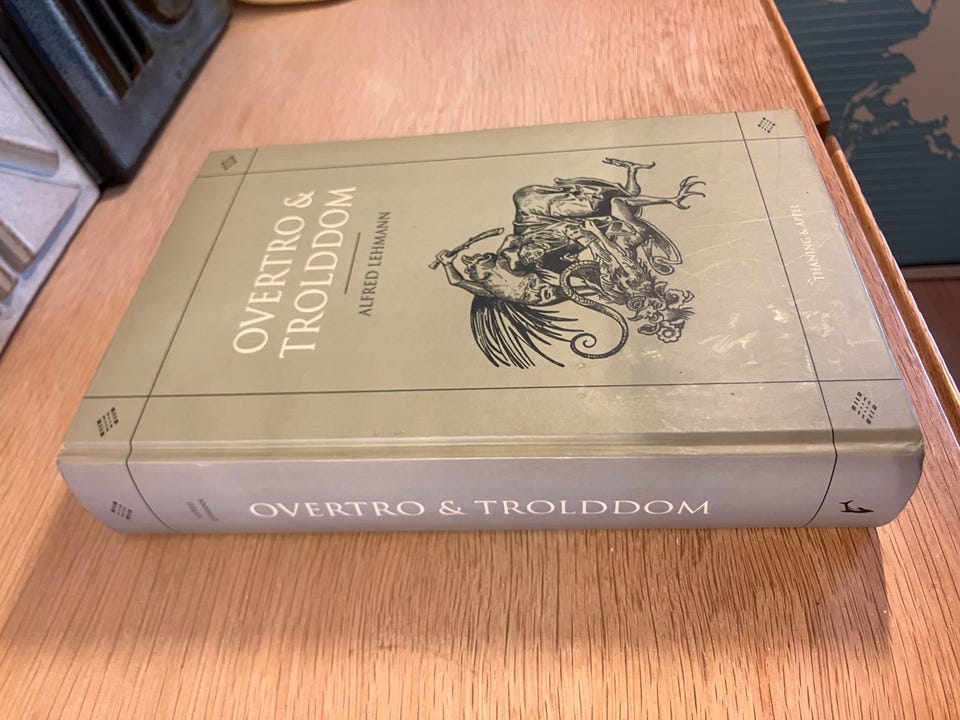 OVERTRO &
TROLDDOM
ALFRED LEHMANN
THANING & APPEL
OVERTRO & TROLDDOM